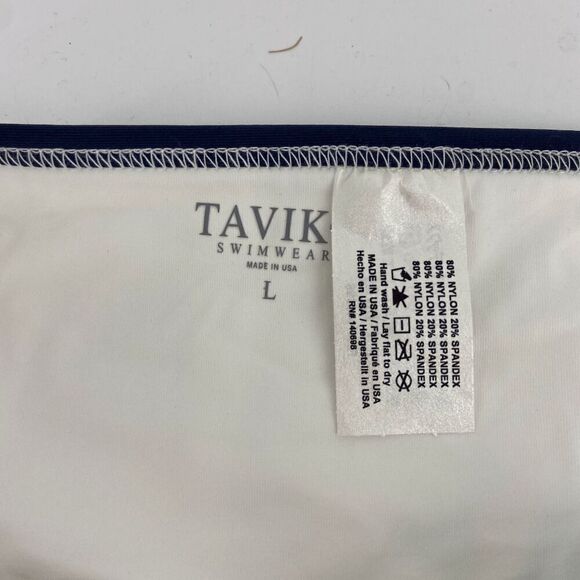 TAVIK
SWIMWEAR
MADE IN USA
L
80% NYLON 20% SPANDEX
80% NYLON 20% SPANDEX
80% NYLON 20% SPANDEX
80% NYLON 20% SPANDEX
Hand wash / Lay flat to dry
MADE IN USA / Fabriqué en USA
Hecho en USA / Hergestellt in USA
RN# 140698